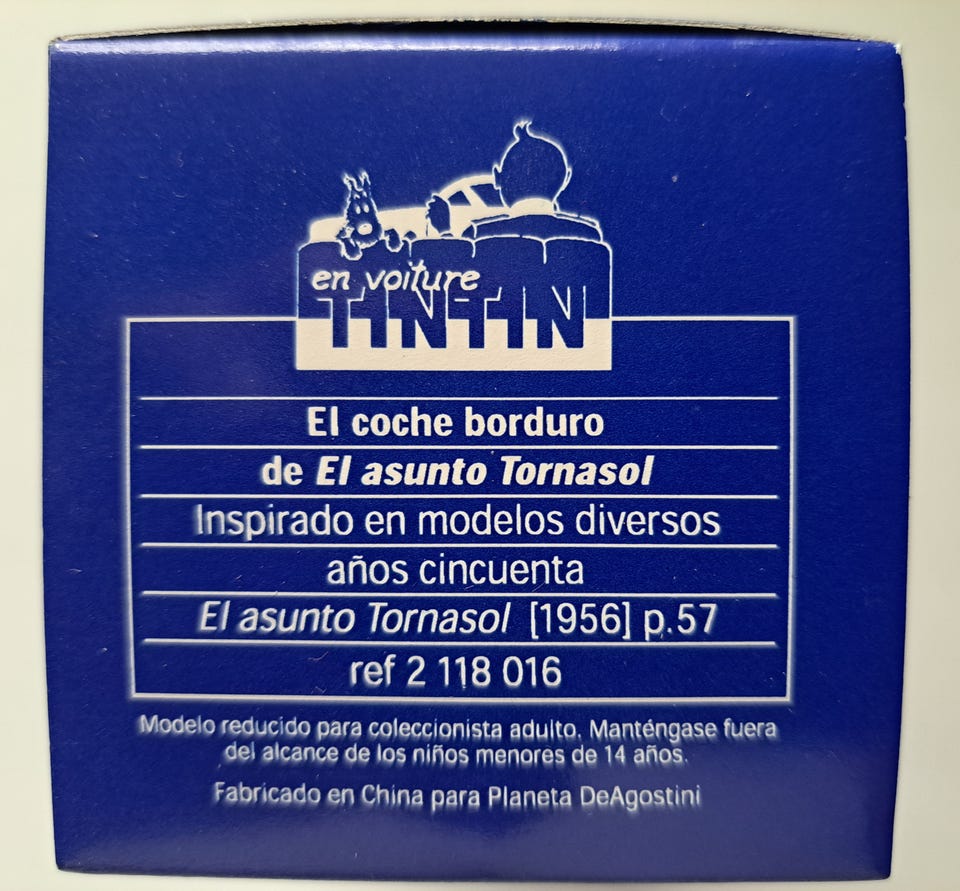 en voiture
TINTIN
El coche borduro
de El asunto Tornasol
Inspirado en modelos diversos
años cincuenta
El asunto Tornasol [1956] p.57
ref 2 118 016
Modelo reducido para coleccionista adulto. Manténgase fuera
del alcance de los niños menores de 14 años.
Fabricado en China para Planeta DeAgostini